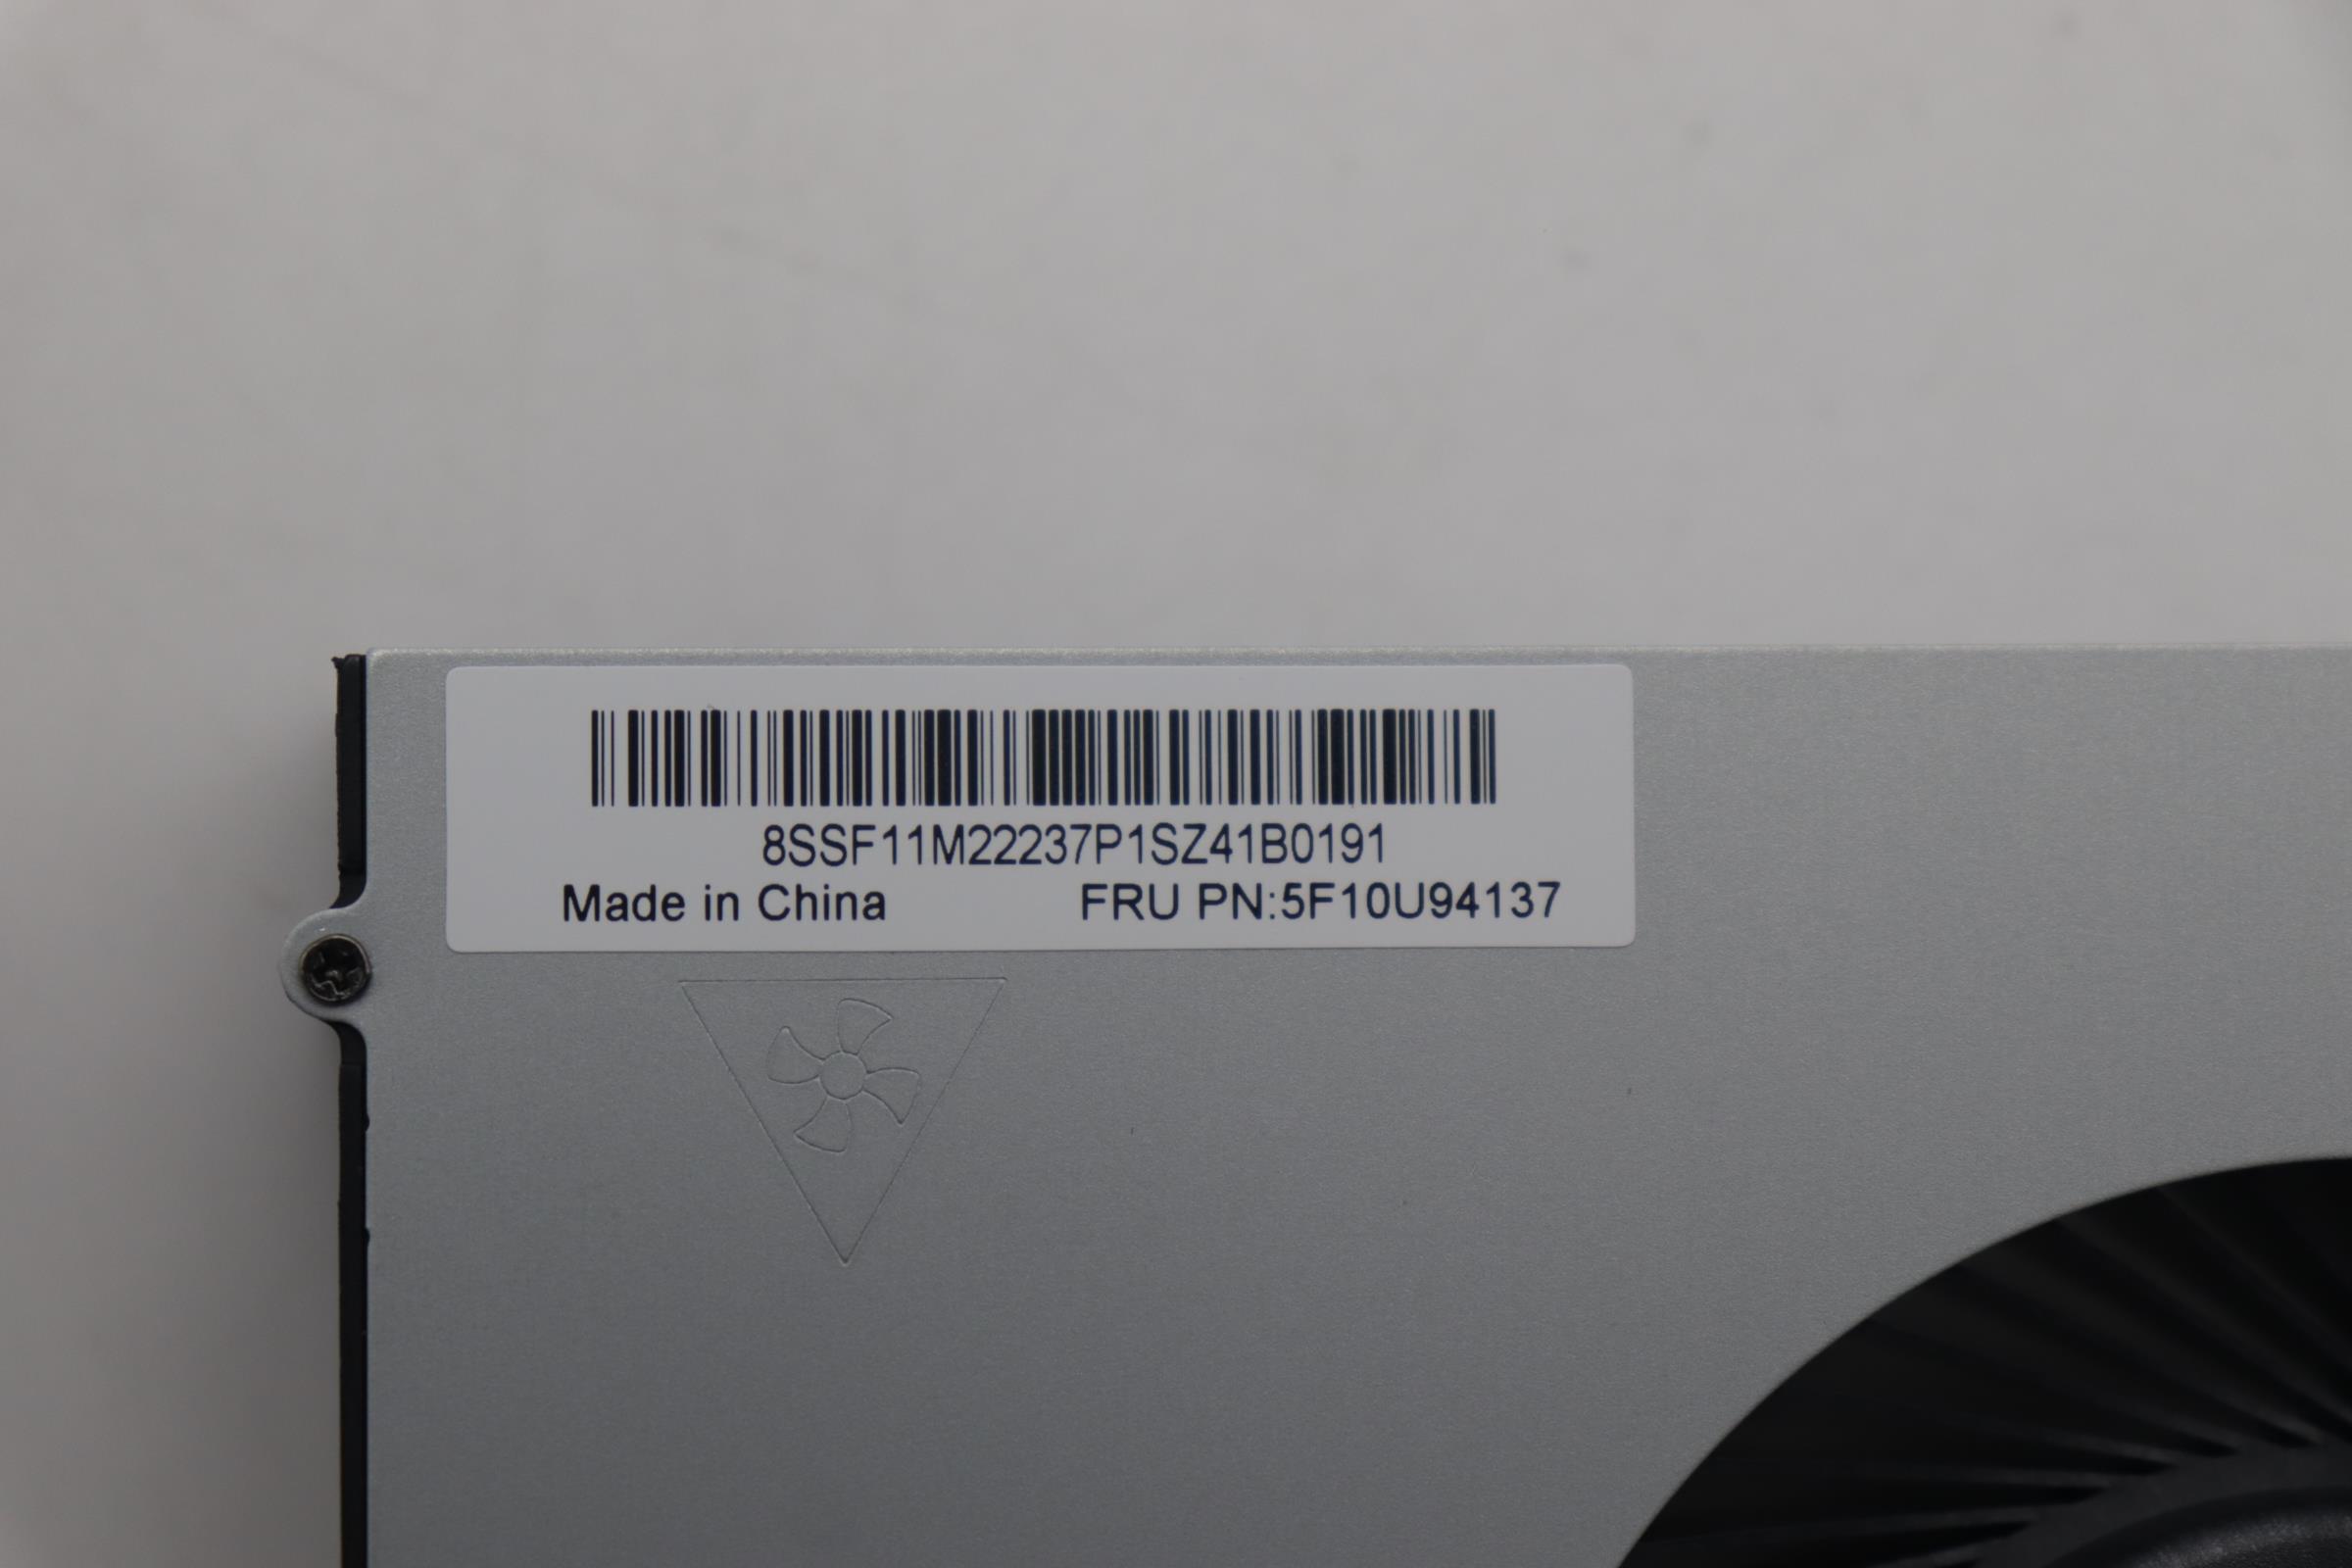 8SSF11M22237P1SZ41B0191
Made in China FRU PN:5F10U94137